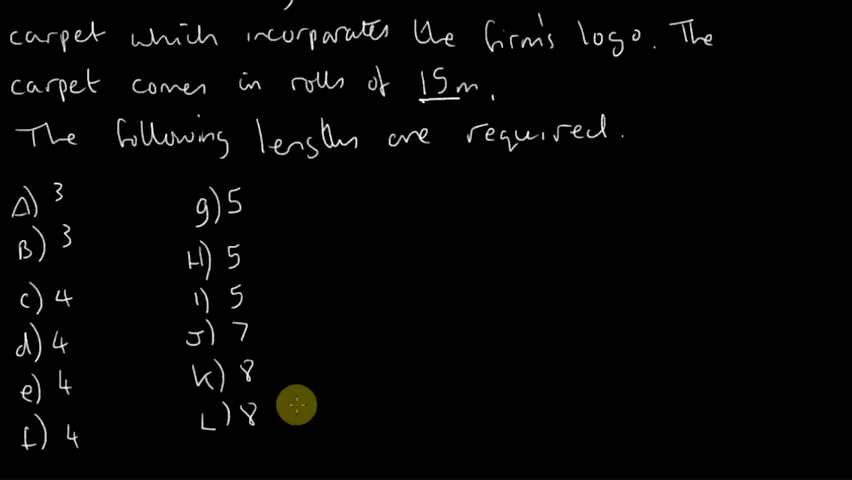 carpet which incorporates the firm's logo. The
carpet comes in rolls of 15m.
The following lengths are required.
A) 3
B) 3
c) 4
d) 4
e) 4
f) 4
g) 5
H) 5
I) 5
J) 7
K) 8
L) 8